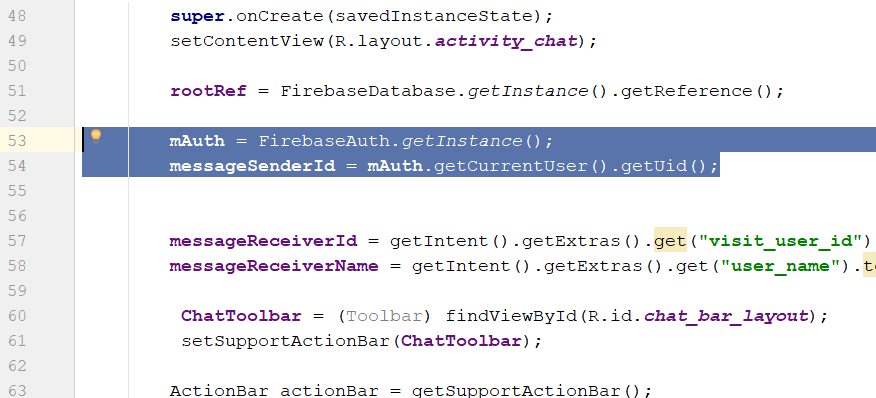 48 super.onCreate(savedInstanceState);
49 setContentView(R.layout.activity_chat);
50
51 rootRef = FirebaseDatabase.getInstance().getReference();
52
53 mAuth = FirebaseAuth.getInstance();
54 messageSenderId = mAuth.getCurrentUser().getUid();
55
56
57 messageReceiverId = getIntent().getExtras().get("visit_user_id")
58 messageReceiverName = getIntent().getExtras().get("user_name").to
59
60 ChatToolbar = (Toolbar) findViewById(R.id.chat_bar_layout);
61 setSupportActionBar(ChatToolbar);
62
63 ActionBar actionBar = getSupportActionBar();